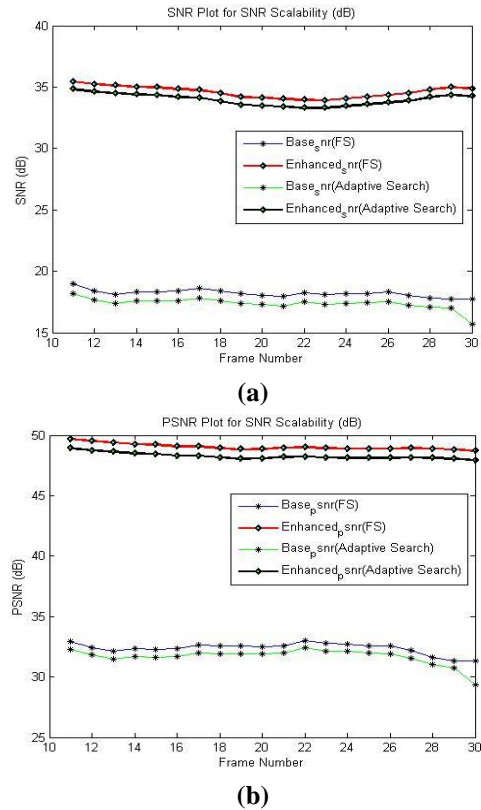 SNR Plot for SNR Scalability (dB)
40
35
30
25
20
15
SNR (dB)
Base_snr(FS)
Enhanced_snr(FS)
Base_snr(Adaptive Search)
Enhanced_snr(Adaptive Search)
10 12 14 16 18 20 22 24 26 28 30
Frame Number
(a)
PSNR Plot for SNR Scalability (dB)
50
45
40
35
30
25
PSNR (dB)
Base_psnr(FS)
Enhanced_psnr(FS)
Base_psnr(Adaptive Search)
Enhanced_psnr(Adaptive Search)
10 12 14 16 18 20 22 24 26 28 30
Frame Number
(b)